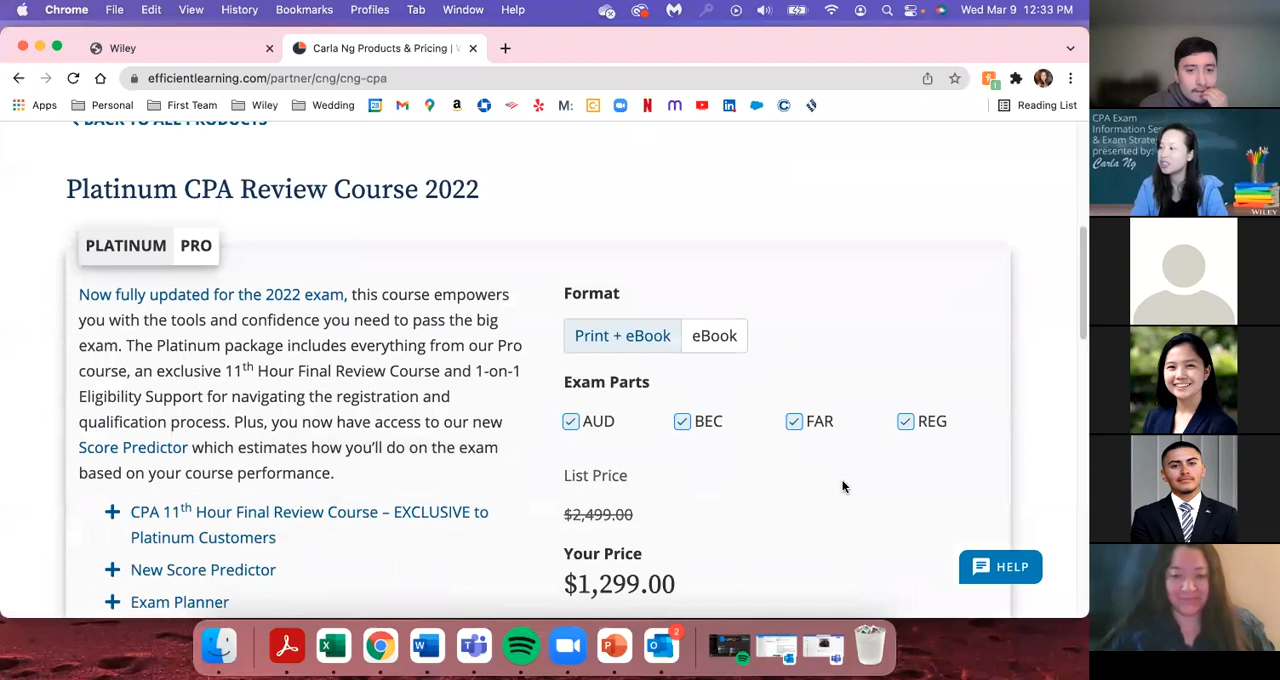 Chrome File Edit View History Bookmarks Profiles Tab Window Help Wed Mar 9 12:33 PM
Wiley
Carla Ng Products & Pricing |
efficientlearning.com/partner/cng/cng-cpa
Apps Personal First Team Wiley Wedding M: Reading List
< BACK TO ALL PRODUCTS
Platinum CPA Review Course 2022
PLATINUM PRO
Now fully updated for the 2022 exam, this course empowers
you with the tools and confidence you need to pass the big
exam. The Platinum package includes everything from our Pro
course, an exclusive 11th Hour Final Review Course and 1-on-1
Eligibility Support for navigating the registration and
qualification process. Plus, you now have access to our new
Score Predictor which estimates how you'll do on the exam
based on your course performance.
+ CPA 11th Hour Final Review Course – EXCLUSIVE to
Platinum Customers
+ New Score Predictor
+ Exam Planner
Format
Print + eBook eBook
Exam Parts
AUD BEC FAR REG
List Price
$2,499.00
Your Price
$1,299.00
HELP
2
CPA Exam
Information
& Exam
presented by:
Carla Ng
WILEY